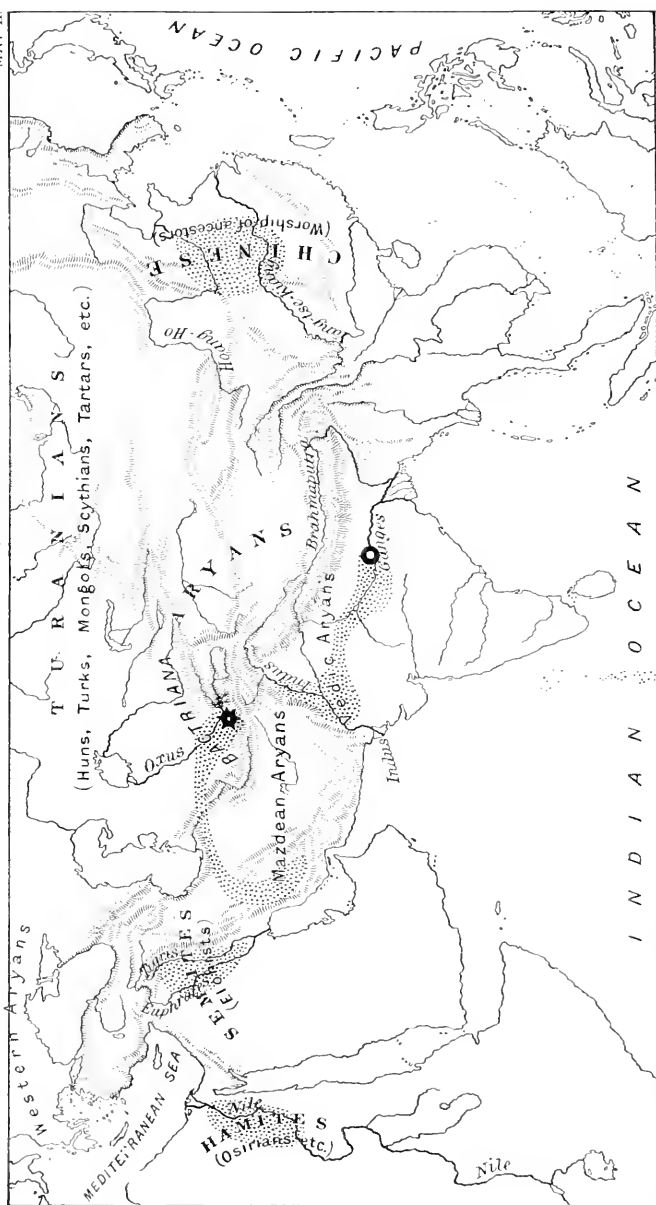 PACIFIC OCEAN
TURANIANS
(Huns, Turks, Mongols, Scythians, Tartars, etc.)
Western Aryans
MEDITERRANEAN SEA
CHINESE
(Worship of ancestors)
Hoang-Ho
Yang-tse-Kiang
ARYANS
BACTRIANA
Oxus
Brahmaputra
Ganges
Vedic Aryans
Indus
Indus
Mazdean Aryans
SEMITES
(Elohists)
Tigris
Euphrates
HAMITES
(Osirians, etc.)
Nile
Nile
INDIAN OCEAN